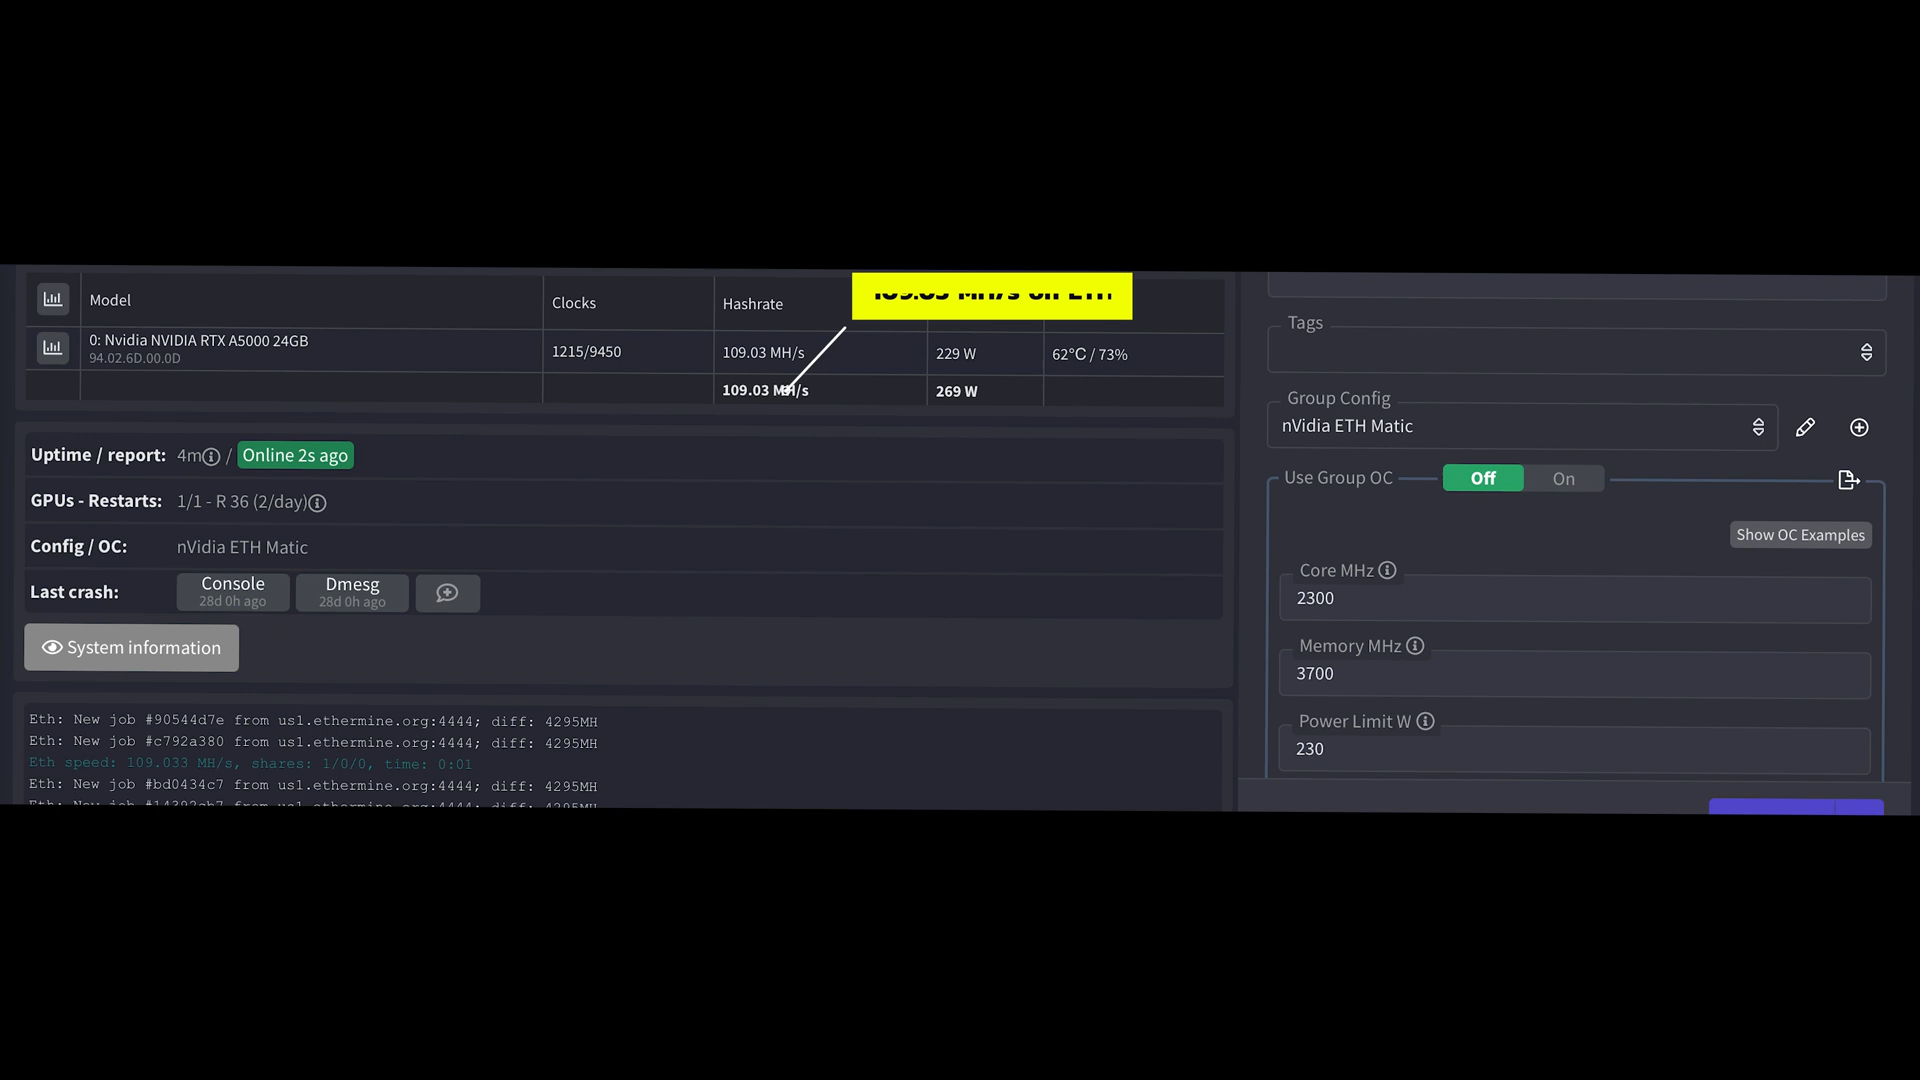 Model
Clocks
Hashrate
109.03 MH/s on ETH
0: Nvidia NVIDIA RTX A5000 24GB
94.02.6D.00.0D
1215/9450
109.03 MH/s
229 W
62°C / 73%
109.03 MH/s
269 W
Uptime / report: 4m / Online 2s ago
GPUs - Restarts: 1/1 - R 36 (2/day)
Config / OC: nVidia ETH Matic
Last crash:
Console
28d 0h ago
Dmesg
28d 0h ago
System information
Eth: New job #90544d7e from us1.ethermine.org:4444; diff: 4295MH
Eth: New job #c792a380 from us1.ethermine.org:4444; diff: 4295MH
Eth speed: 109.033 MH/s, shares: 1/0/0, time: 0:01
Eth: New job #bd0434c7 from us1.ethermine.org:4444; diff: 4295MH
Tags
Group Config
nVidia ETH Matic
Use Group OC
Off
On
Show OC Examples
Core MHz
2300
Memory MHz
3700
Power Limit W
230